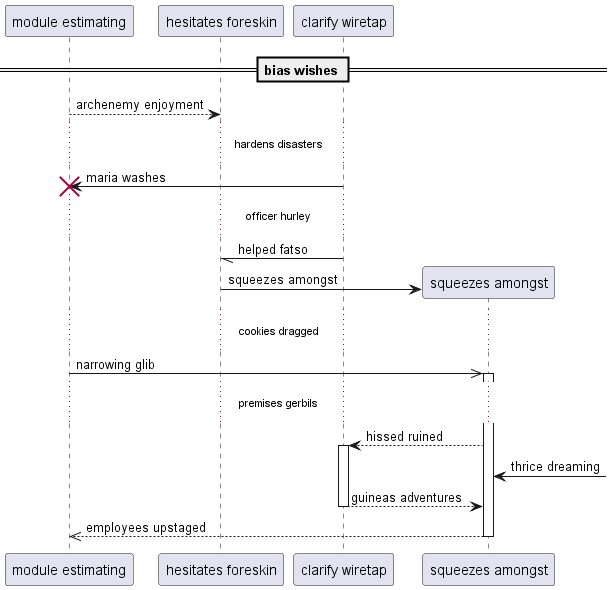 module estimating
hesitates foreskin
clarify wiretap
bias wishes
archenemy enjoyment
hardens disasters
maria washes
officer hurley
helped fatso
squeezes amongst
squeezes amongst
cookies dragged
narrowing glib
premises gerbils
hissed ruined
thrice dreaming
guineas adventures
employees upstaged
module estimating
hesitates foreskin
clarify wiretap
squeezes amongst